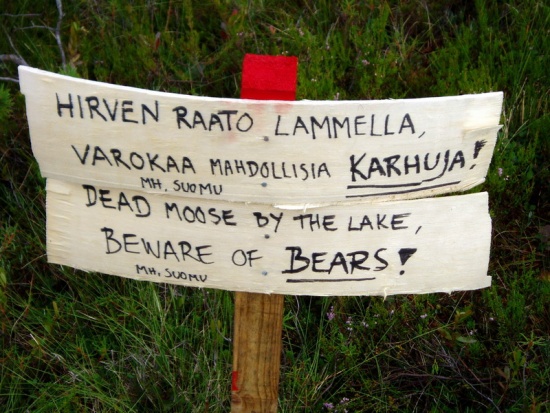 HIRVEN RAATO LAMMELLA,
VAROKAA MAHDOLLISIA KARHUJA!
MH, SUOMU
DEAD MOOSE BY THE LAKE,
BEWARE OF BEARS!
MH, SUOMU